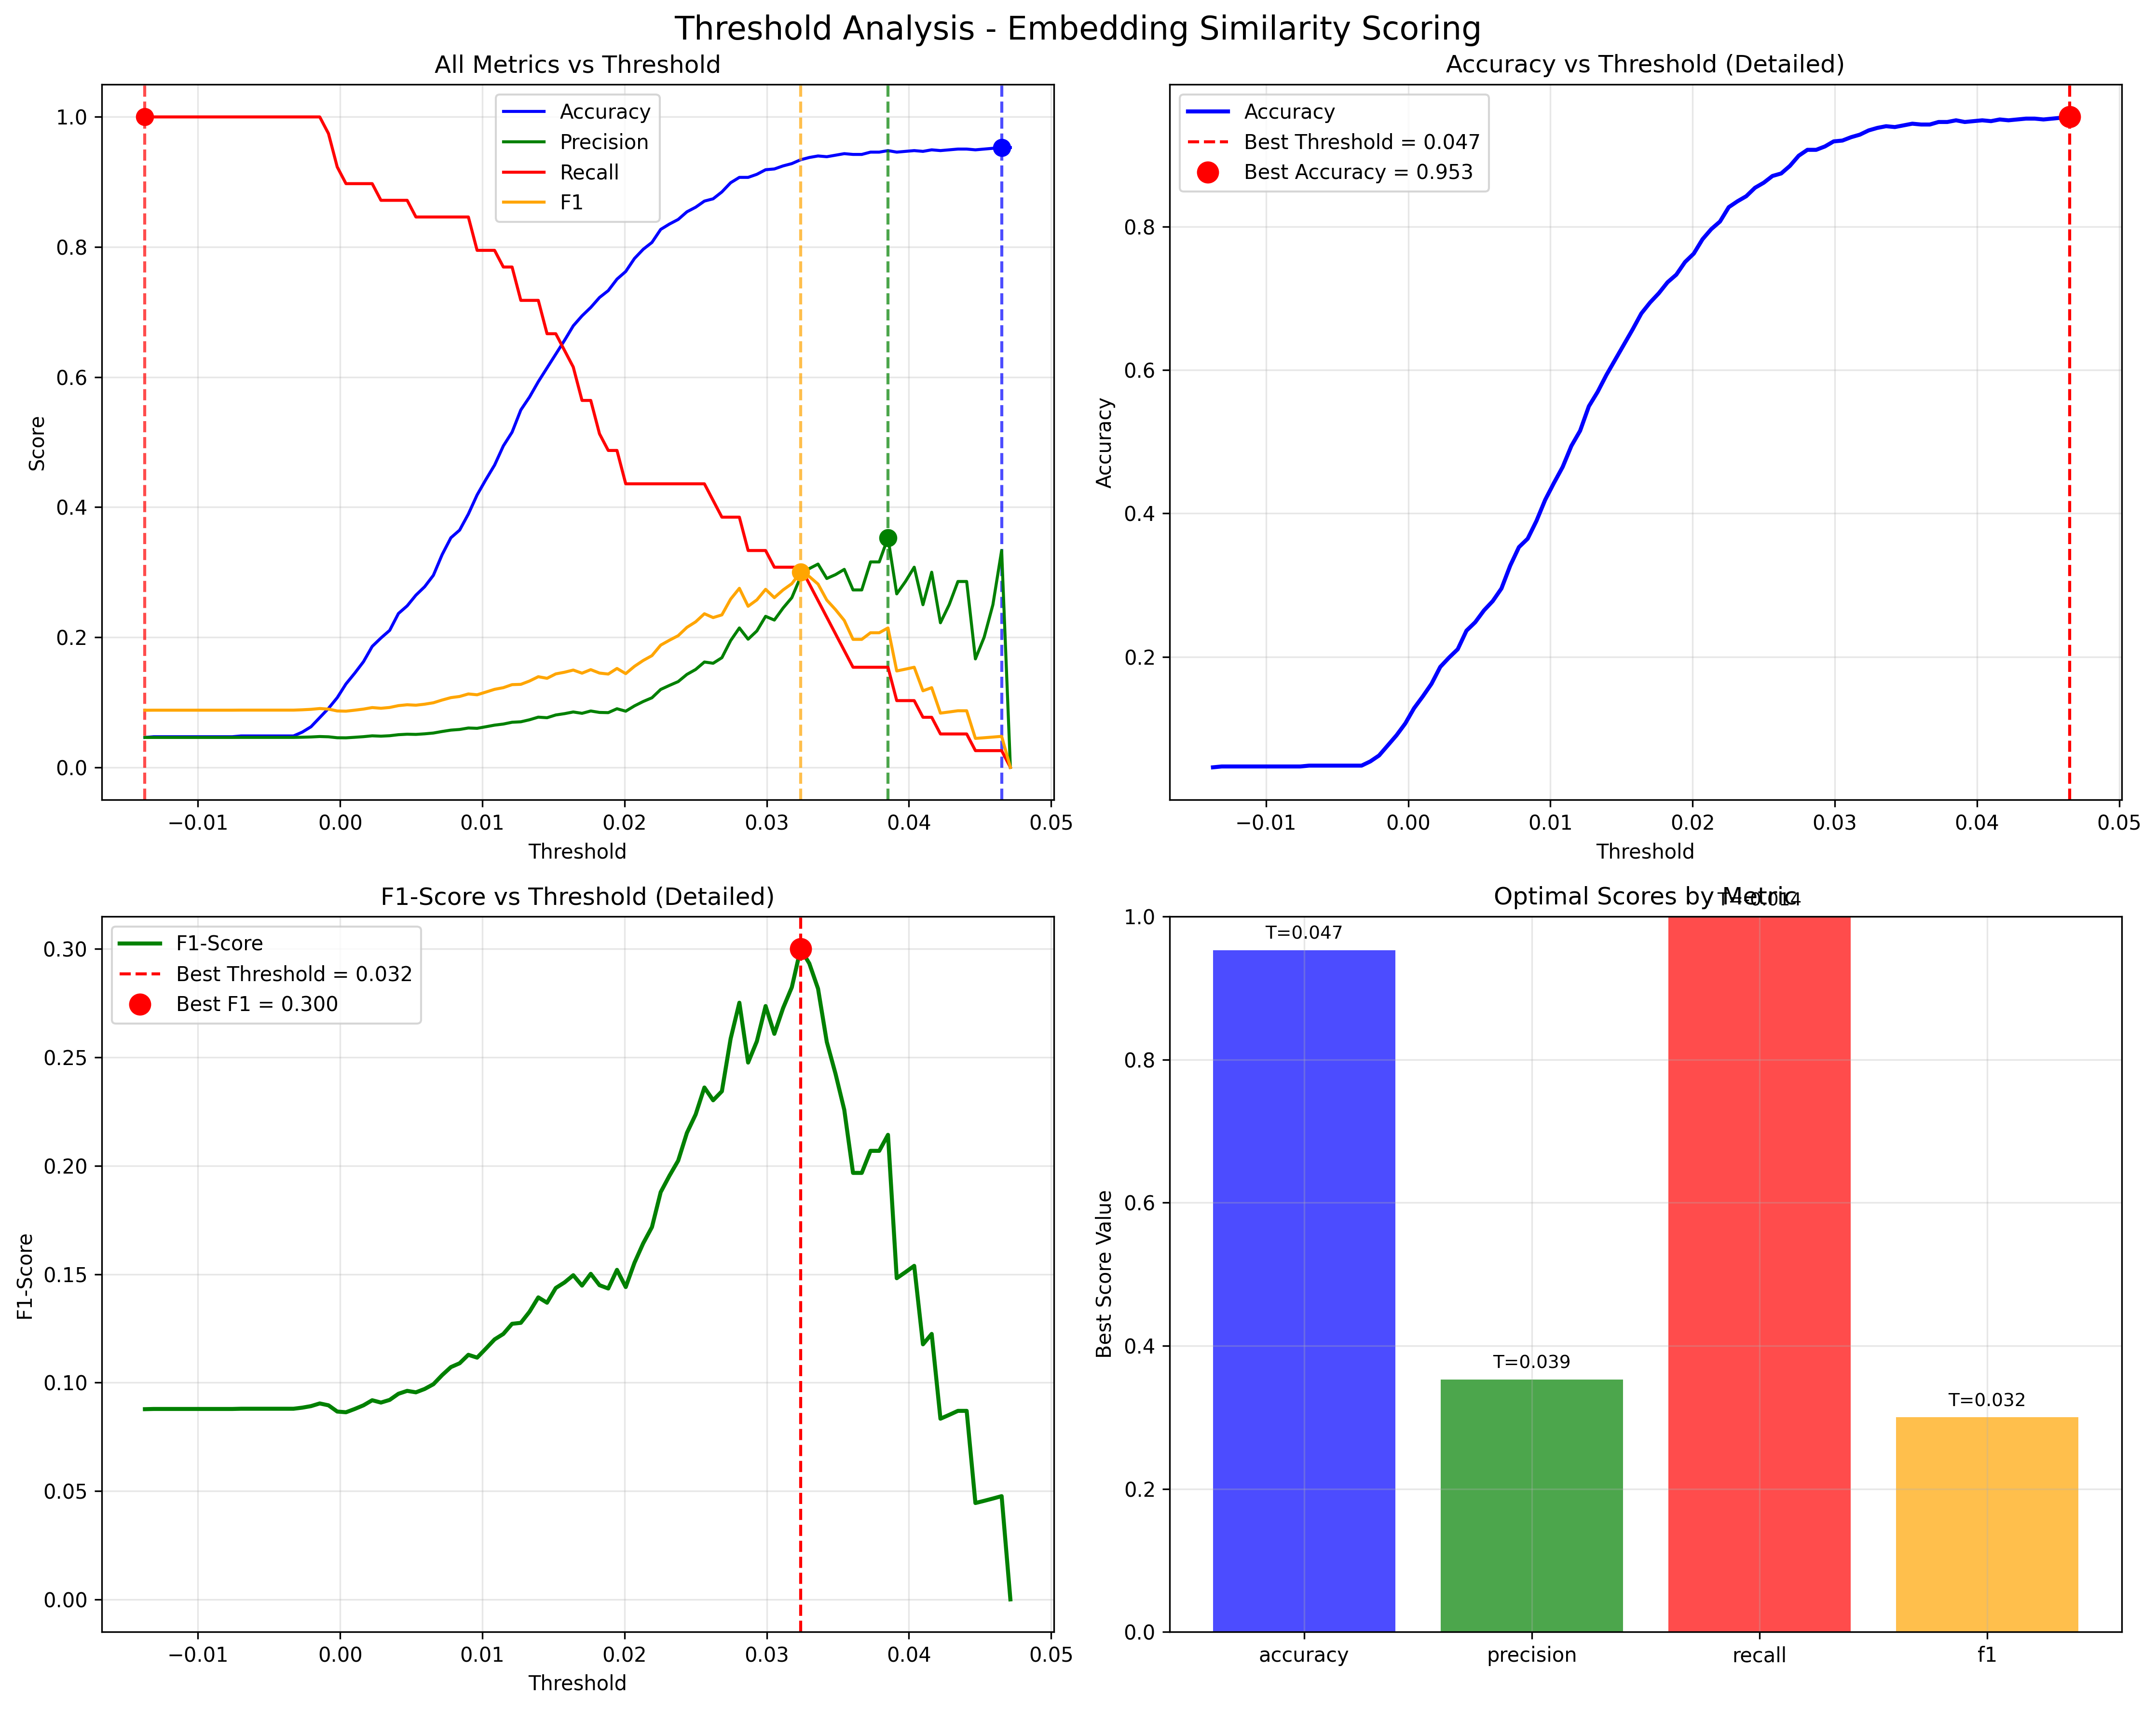 Threshold Analysis - Embedding Similarity Scoring
All Metrics vs Threshold
Accuracy
Precision
Recall
F1
Score
1.0
0.8
0.6
0.4
0.2
0.0
−0.01 0.00 0.01 0.02 0.03 0.04 0.05
Threshold
Accuracy vs Threshold (Detailed)
Accuracy
Best Threshold = 0.047
Best Accuracy = 0.953
Accuracy
0.8
0.6
0.4
0.2
−0.01 0.00 0.01 0.02 0.03 0.04 0.05
Threshold
F1-Score vs Threshold (Detailed)
F1-Score
Best Threshold = 0.032
Best F1 = 0.300
F1-Score
0.30
0.25
0.20
0.15
0.10
0.05
0.00
−0.01 0.00 0.01 0.02 0.03 0.04 0.05
Threshold
Optimal Scores by Metric
T=0.047
T=0.039
T=0.032
Best Score Value
1.0
0.8
0.6
0.4
0.2
0.0
accuracy precision recall f1